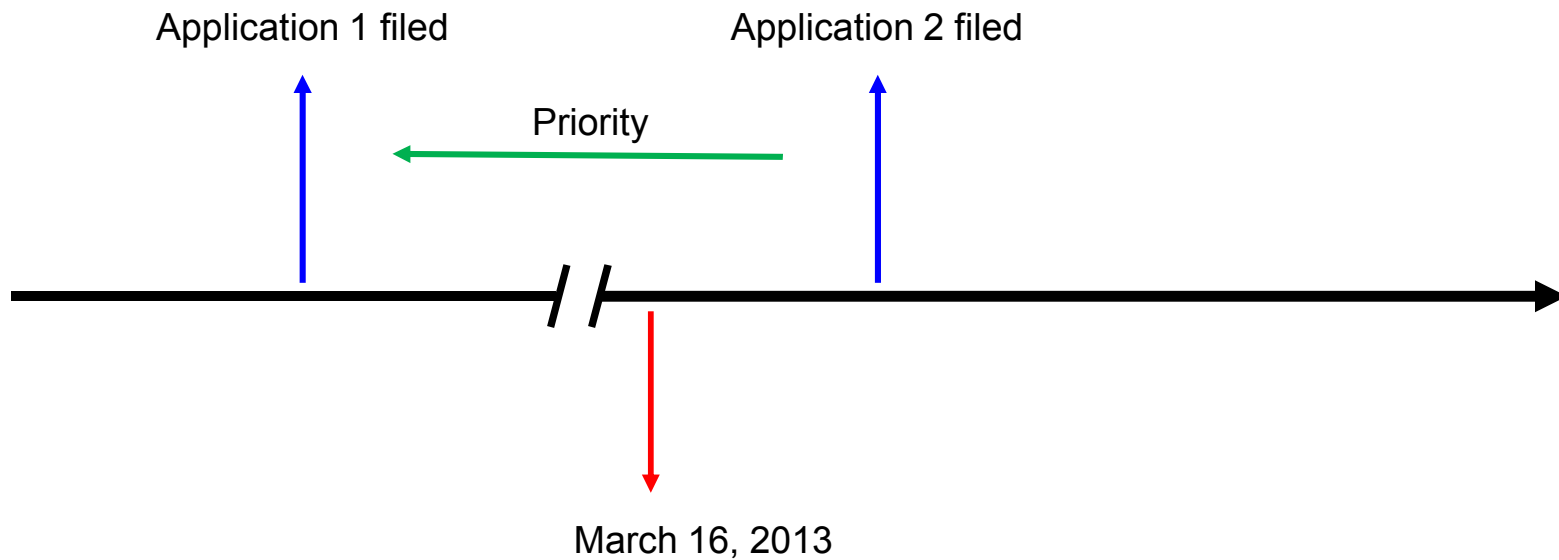 Application 1 filed
Application 2 filed
Priority
March 16, 2013